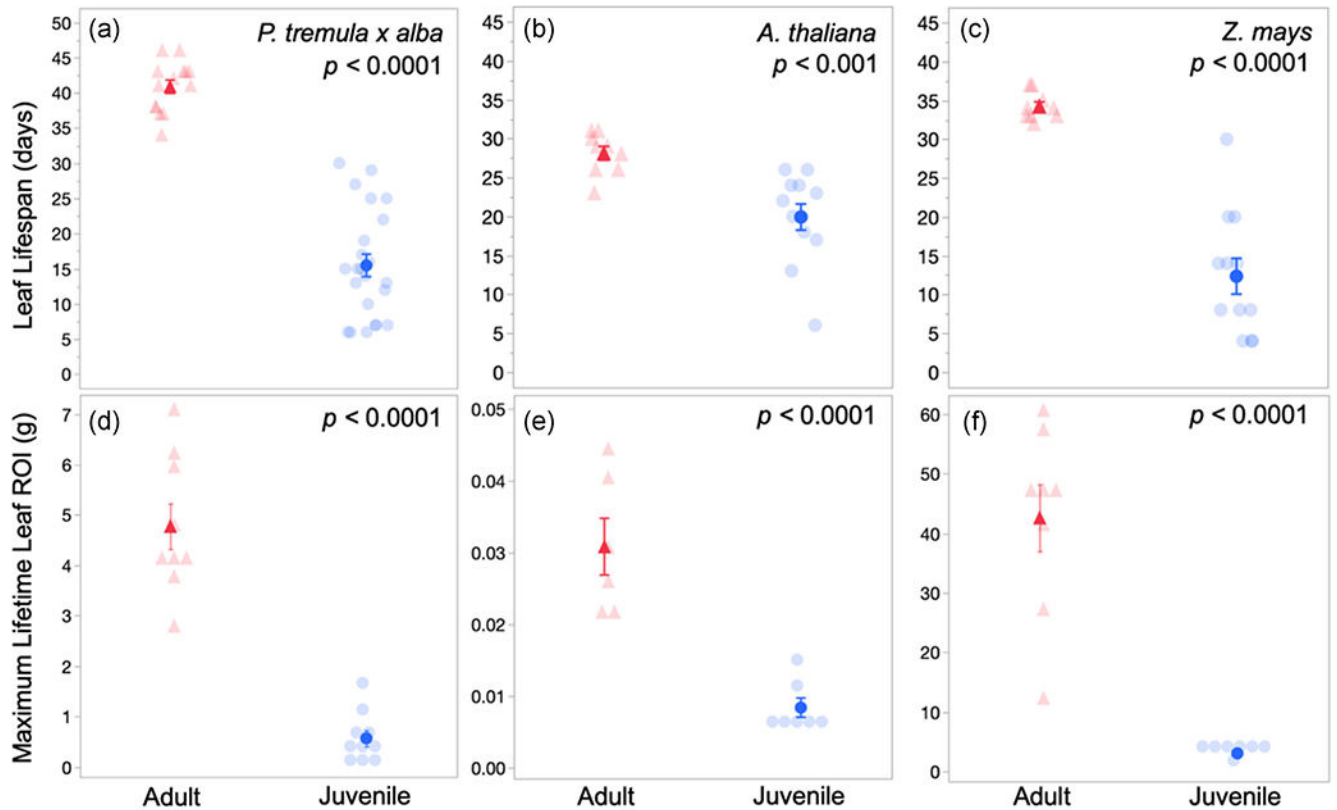 (a)
P. tremula x alba
p < 0.0001
50
45
40
35
30
25
20
15
10
5
0
Leaf Lifespan (days)
(b)
A. thaliana
p < 0.001
45
40
35
30
25
20
15
10
5
0
(c)
Z. mays
p < 0.0001
45
40
35
30
25
20
15
10
5
0
(d)
p < 0.0001
7
6
5
4
3
2
1
0
Maximum Lifetime Leaf ROI (g)
(e)
p < 0.0001
0.05
0.04
0.03
0.02
0.01
0.00
(f)
p < 0.0001
60
50
40
30
20
10
0
Adult Juvenile
Adult Juvenile
Adult Juvenile